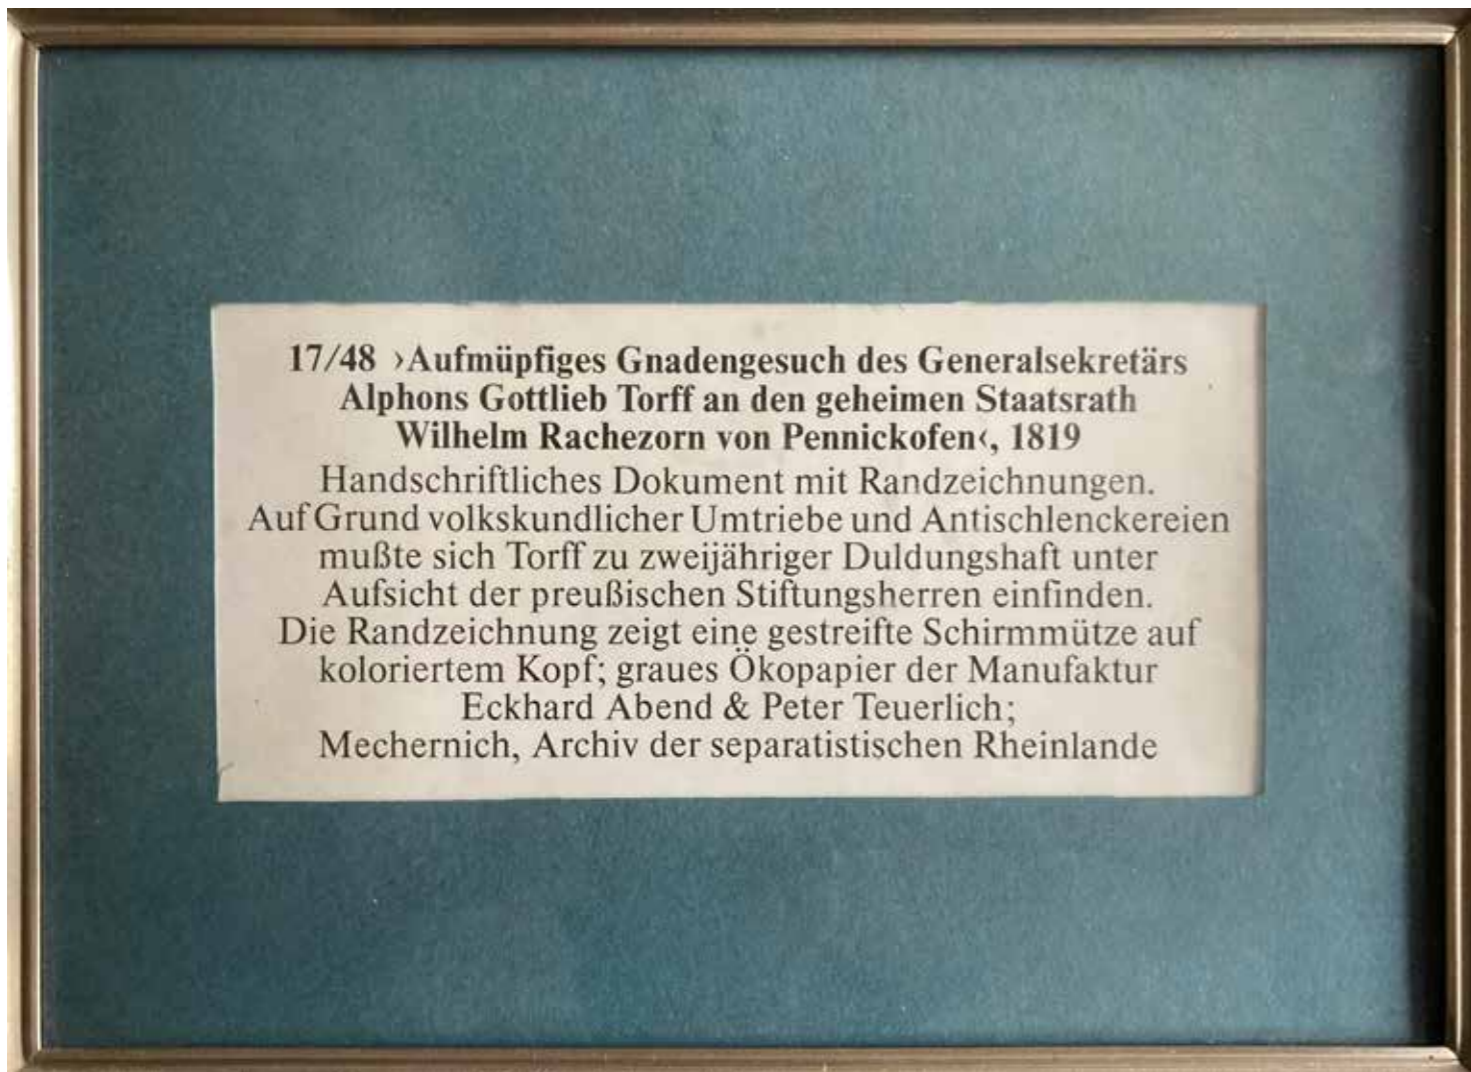 17/48 ›Aufmüpfiges Gnadengesuch des Generalsekretärs
Alphons Gottlieb Torff an den geheimen Staatsrath
Wilhelm Rachezorn von Pennickofen‹, 1819
Handschriftliches Dokument mit Randzeichnungen.
Auf Grund volkskundlicher Umtriebe und Antischlenckereien
mußte sich Torff zu zweijähriger Duldungshaft unter
Aufsicht der preußischen Stiftungsherren einfinden.
Die Randzeichnung zeigt eine gestreifte Schirmmütze auf
koloriertem Kopf; graues Ökopapier der Manufaktur
Eckhard Abend & Peter Teuerlich;
Mechernich, Archiv der separatistischen Rheinlande